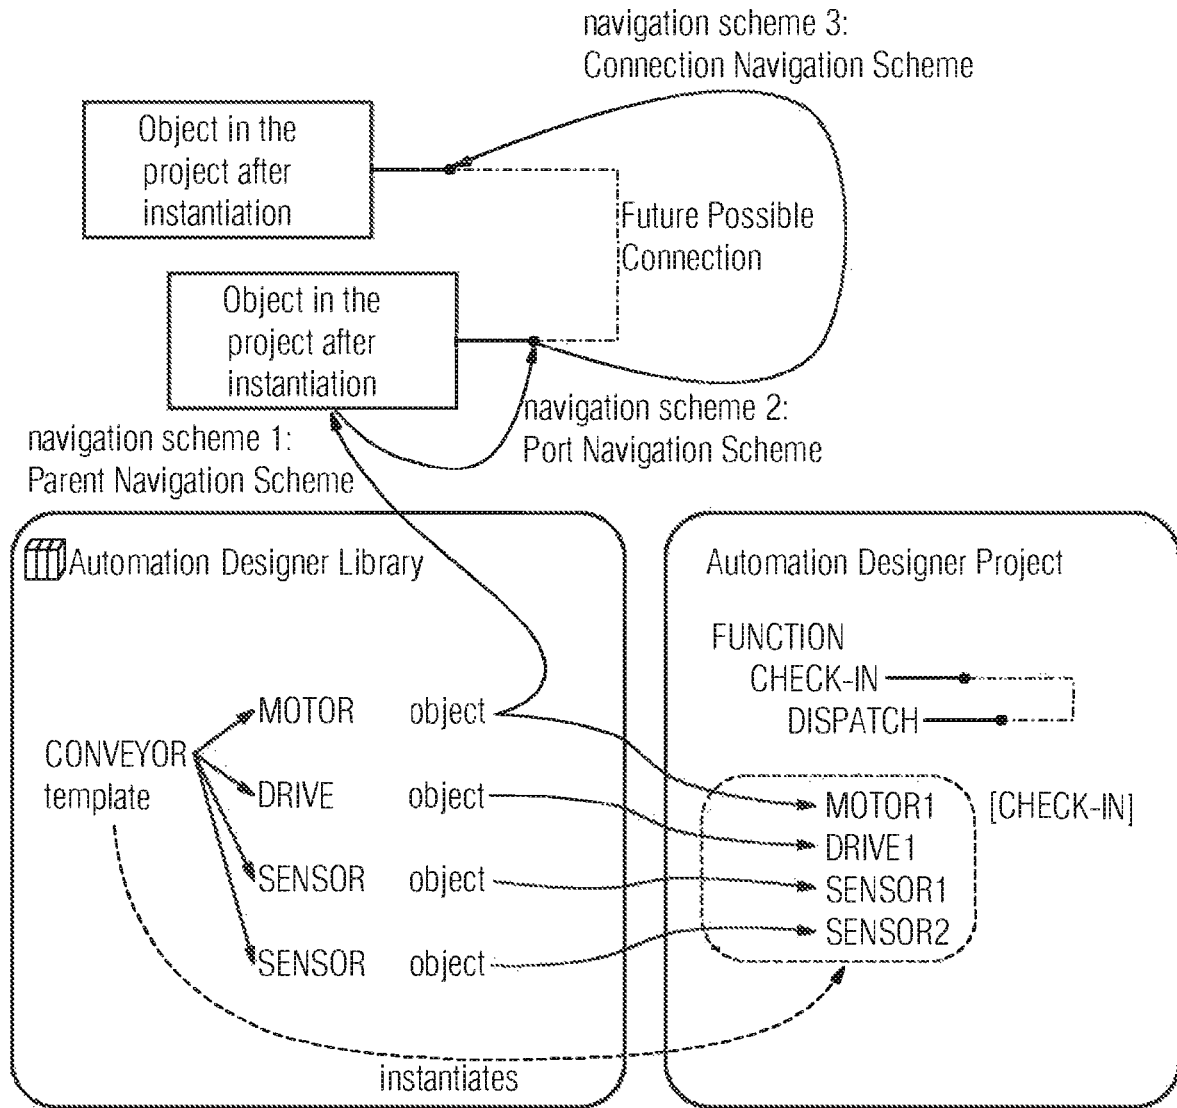 navigation scheme 3:
Connection Navigation Scheme
Object in the
project after
instantiation
Future Possible
Connection
Object in the
project after
instantiation
navigation scheme 2:
Port Navigation Scheme
navigation scheme 1:
Parent Navigation Scheme
Automation Designer Library
MOTOR object
CONVEYOR
template
DRIVE object
SENSOR object
SENSOR object
instantiates
Automation Designer Project
FUNCTION
CHECK-IN
DISPATCH
MOTOR1 [CHECK-IN]
DRIVE1
SENSOR1
SENSOR2